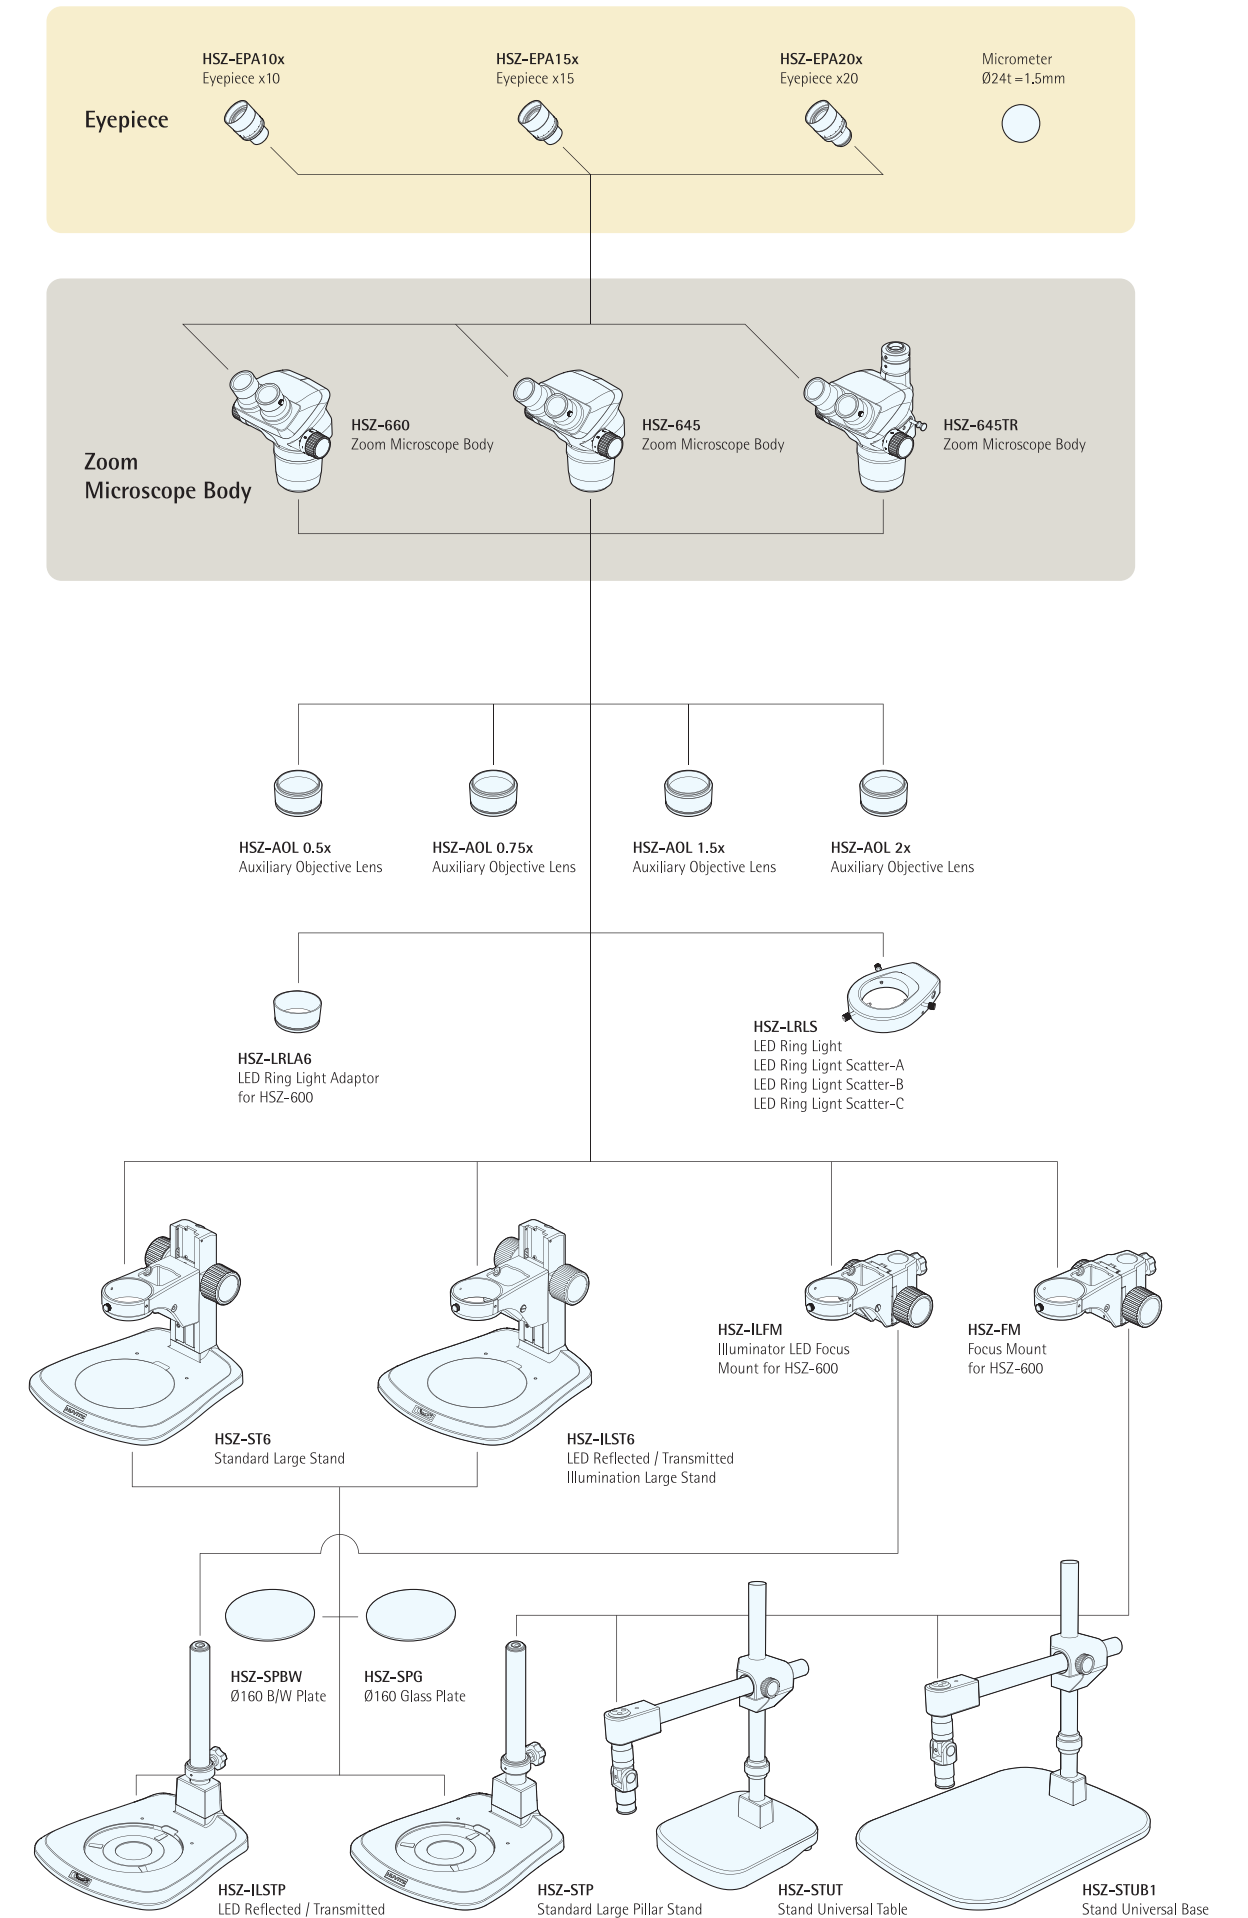 HSZ-EPA10x
Eyepiece x10
HSZ-EPA15x
Eyepiece x15
HSZ-EPA20x
Eyepiece x20
Micrometer
Ø24t=1.5mm
Eyepiece
HSZ-660
Zoom Microscope Body
HSZ-645
Zoom Microscope Body
HSZ-645TR
Zoom Microscope Body
Zoom
Microscope Body
HSZ-AOL 0.5x
Auxiliary Objective Lens
HSZ-AOL 0.75x
Auxiliary Objective Lens
HSZ-AOL 1.5x
Auxiliary Objective Lens
HSZ-AOL 2x
Auxiliary Objective Lens
HSZ-LRLA6
LED Ring Light Adaptor
for HSZ-600
HSZ-LRLS
LED Ring Light
LED Ring Lignt Scatter-A
LED Ring Lignt Scatter-B
LED Ring Lignt Scatter-C
HSZ-ILFM
Illuminator LED Focus
Mount for HSZ-600
HSZ-FM
Focus Mount
for HSZ-600
HSZ-ST6
Standard Large Stand
HSZ-ILST6
LED Reflected / Transmitted
Illumination Large Stand
HSZ-SPBW
Ø160 B/W Plate
HSZ-SPG
Ø160 Glass Plate
HSZ-ILSTP
LED Reflected / Transmitted
HSZ-STP
Standard Large Pillar Stand
HSZ-STUT
Stand Universal Table
HSZ-STUB1
Stand Universal Base